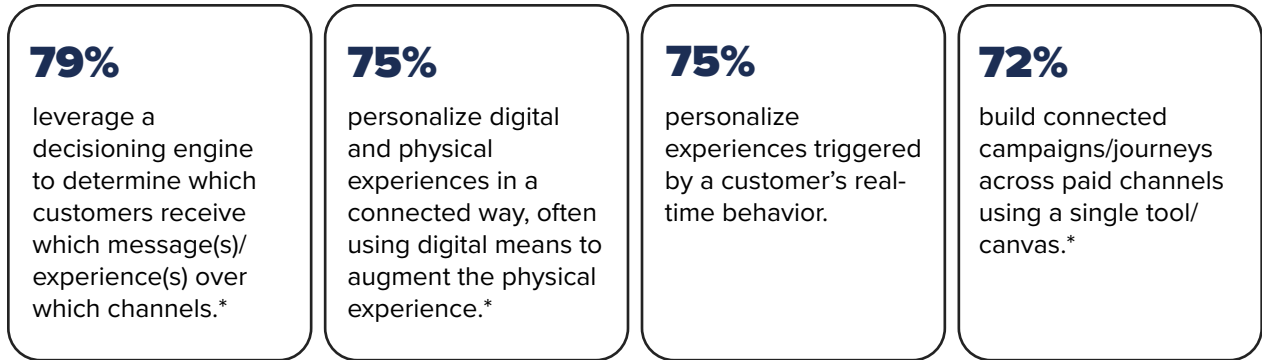 79%
leverage a
decisioning engine
to determine which
customers receive
which message(s)/
experience(s) over
which channels.*
75%
personalize digital
and physical
experiences in a
connected way, often
using digital means to
augment the physical
experience.*
75%
personalize
experiences triggered
by a customer’s real-
time behavior.
72%
build connected
campaigns/journeys
across paid channels
using a single tool/
canvas.*